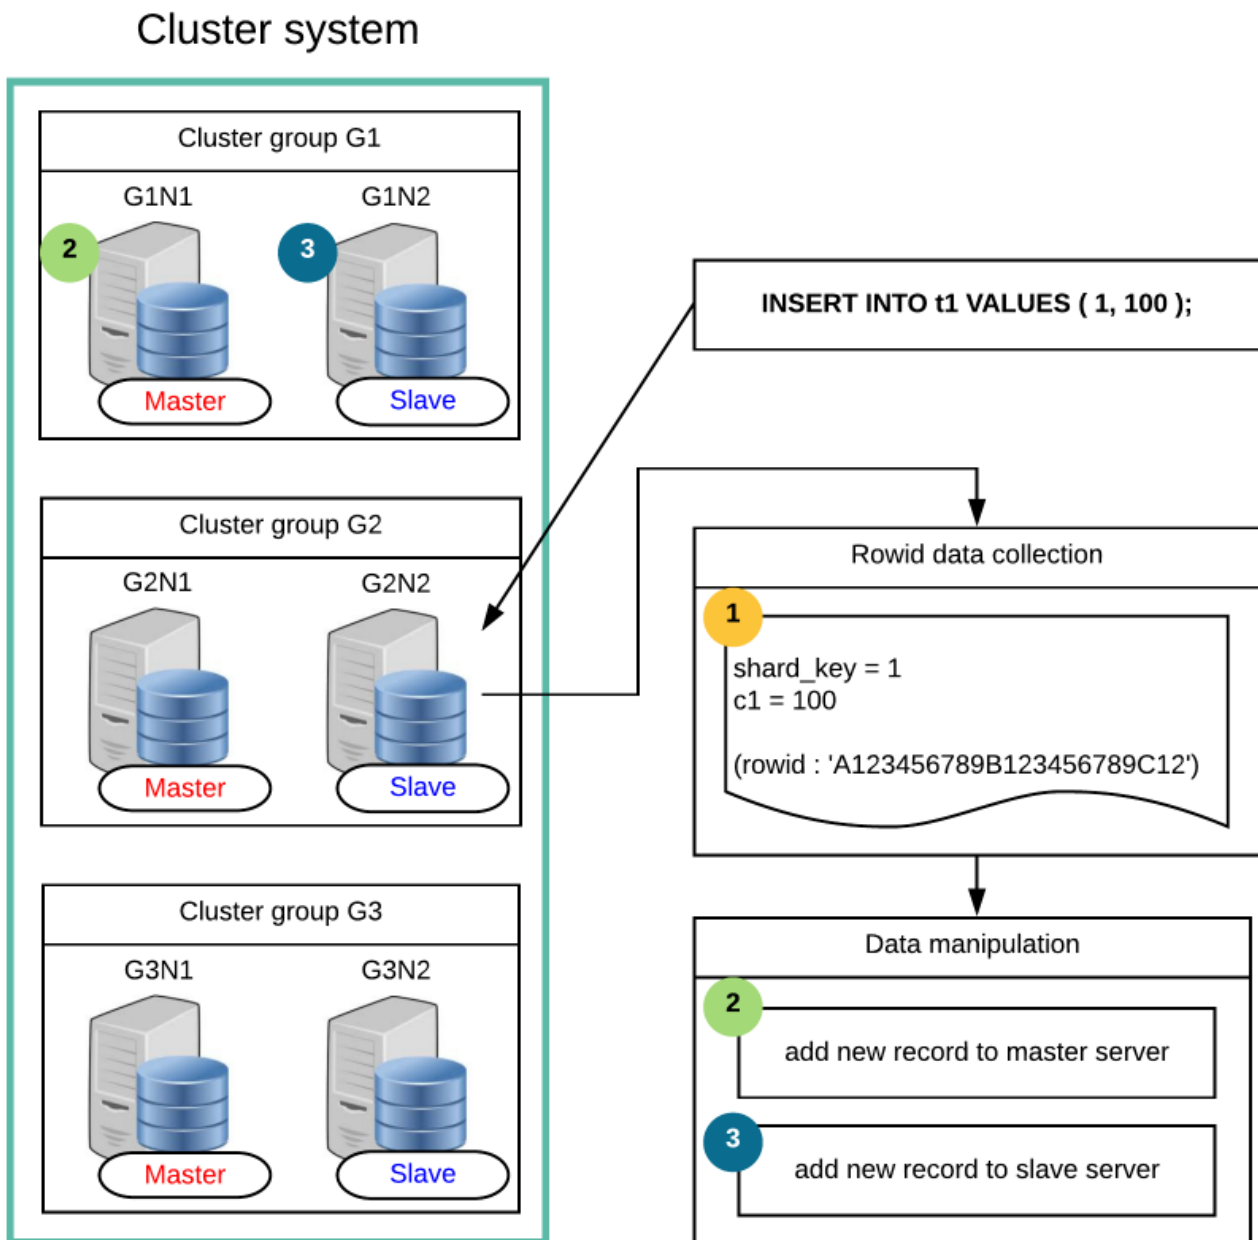 Cluster system
Cluster group G1
G1N1
G1N2
2
3
Master
Slave
INSERT INTO t1 VALUES ( 1, 100 );
Cluster group G2
G2N1
G2N2
Master
Slave
Rowid data collection
1
shard_key = 1
c1 = 100
(rowid : 'A123456789B123456789C12')
Cluster group G3
G3N1
G3N2
Master
Slave
Data manipulation
2
add new record to master server
3
add new record to slave server